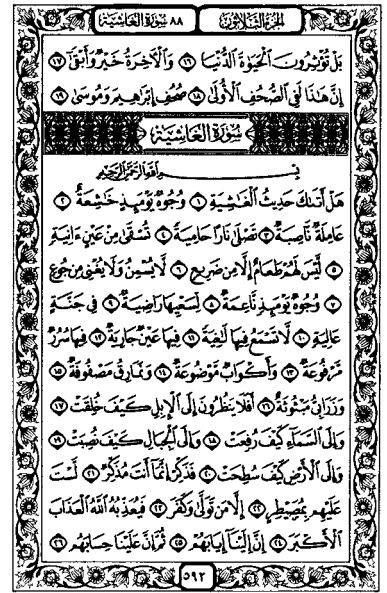 الجزء الثلاثون
٨٨ سورة الغاشية
بَلْ تُؤْثِرُونَ الْحَيَوٰةَ الدُّنْيَا ١٦ وَالْآخِرَةُ خَيْرٌ وَأَبْقَىٰ ١٧
إِنَّ هَٰذَا لَفِي الصُّحُفِ الْأُولَىٰ ١٨ صُحُفِ إِبْرَاهِيمَ وَمُوسَىٰ ١٩
سُورَةُ الْغَاشِيَةِ
بِسْمِ اللَّهِ الرَّحْمَٰنِ الرَّحِيمِ
هَلْ أَتَىٰكَ حَدِيثُ الْغَاشِيَةِ ١ وُجُوهٌ يَوْمَئِذٍ خَاشِعَةٌ ٢
عَامِلَةٌ نَاصِبَةٌ ٣ تَصْلَىٰ نَارًا حَامِيَةً ٤ تُسْقَىٰ مِنْ عَيْنٍ ءَانِيَةٍ
٥ لَيْسَ لَهُمْ طَعَامٌ إِلَّا مِنْ ضَرِيعٍ ٦ لَا يُسْمِنُ وَلَا يُغْنِي مِنْ جُوعٍ
٧ وُجُوهٌ يَوْمَئِذٍ نَاعِمَةٌ ٨ لِسَعْيِهَا رَاضِيَةٌ ٩ فِي جَنَّةٍ
عَالِيَةٍ ١٠ لَا تَسْمَعُ فِيهَا لَاغِيَةً ١١ فِيهَا عَيْنٌ جَارِيَةٌ ١٢ فِيهَا سُرُرٌ
مَرْفُوعَةٌ ١٣ وَأَكْوَابٌ مَوْضُوعَةٌ ١٤ وَنَمَارِقُ مَصْفُوفَةٌ ١٥
وَزَرَابِيُّ مَبْثُوثَةٌ ١٦ أَفَلَا يَنْظُرُونَ إِلَى الْإِبِلِ كَيْفَ خُلِقَتْ ١٧
وَإِلَى السَّمَاءِ كَيْفَ رُفِعَتْ ١٨ وَإِلَى الْجِبَالِ كَيْفَ نُصِبَتْ ١٩
وَإِلَى الْأَرْضِ كَيْفَ سُطِحَتْ ٢٠ فَذَكِّرْ إِنَّمَا أَنْتَ مُذَكِّرٌ ٢١ لَسْتَ
عَلَيْهِمْ بِمُصَيْطِرٍ ٢٢ إِلَّا مَنْ تَوَلَّىٰ وَكَفَرَ ٢٣ فَيُعَذِّبُهُ اللَّهُ الْعَذَابَ
الْأَكْبَرَ ٢٤ إِنَّ إِلَيْنَا إِيَابَهُمْ ٢٥ ثُمَّ إِنَّ عَلَيْنَا حِسَابَهُمْ ٢٦
٥٩٢